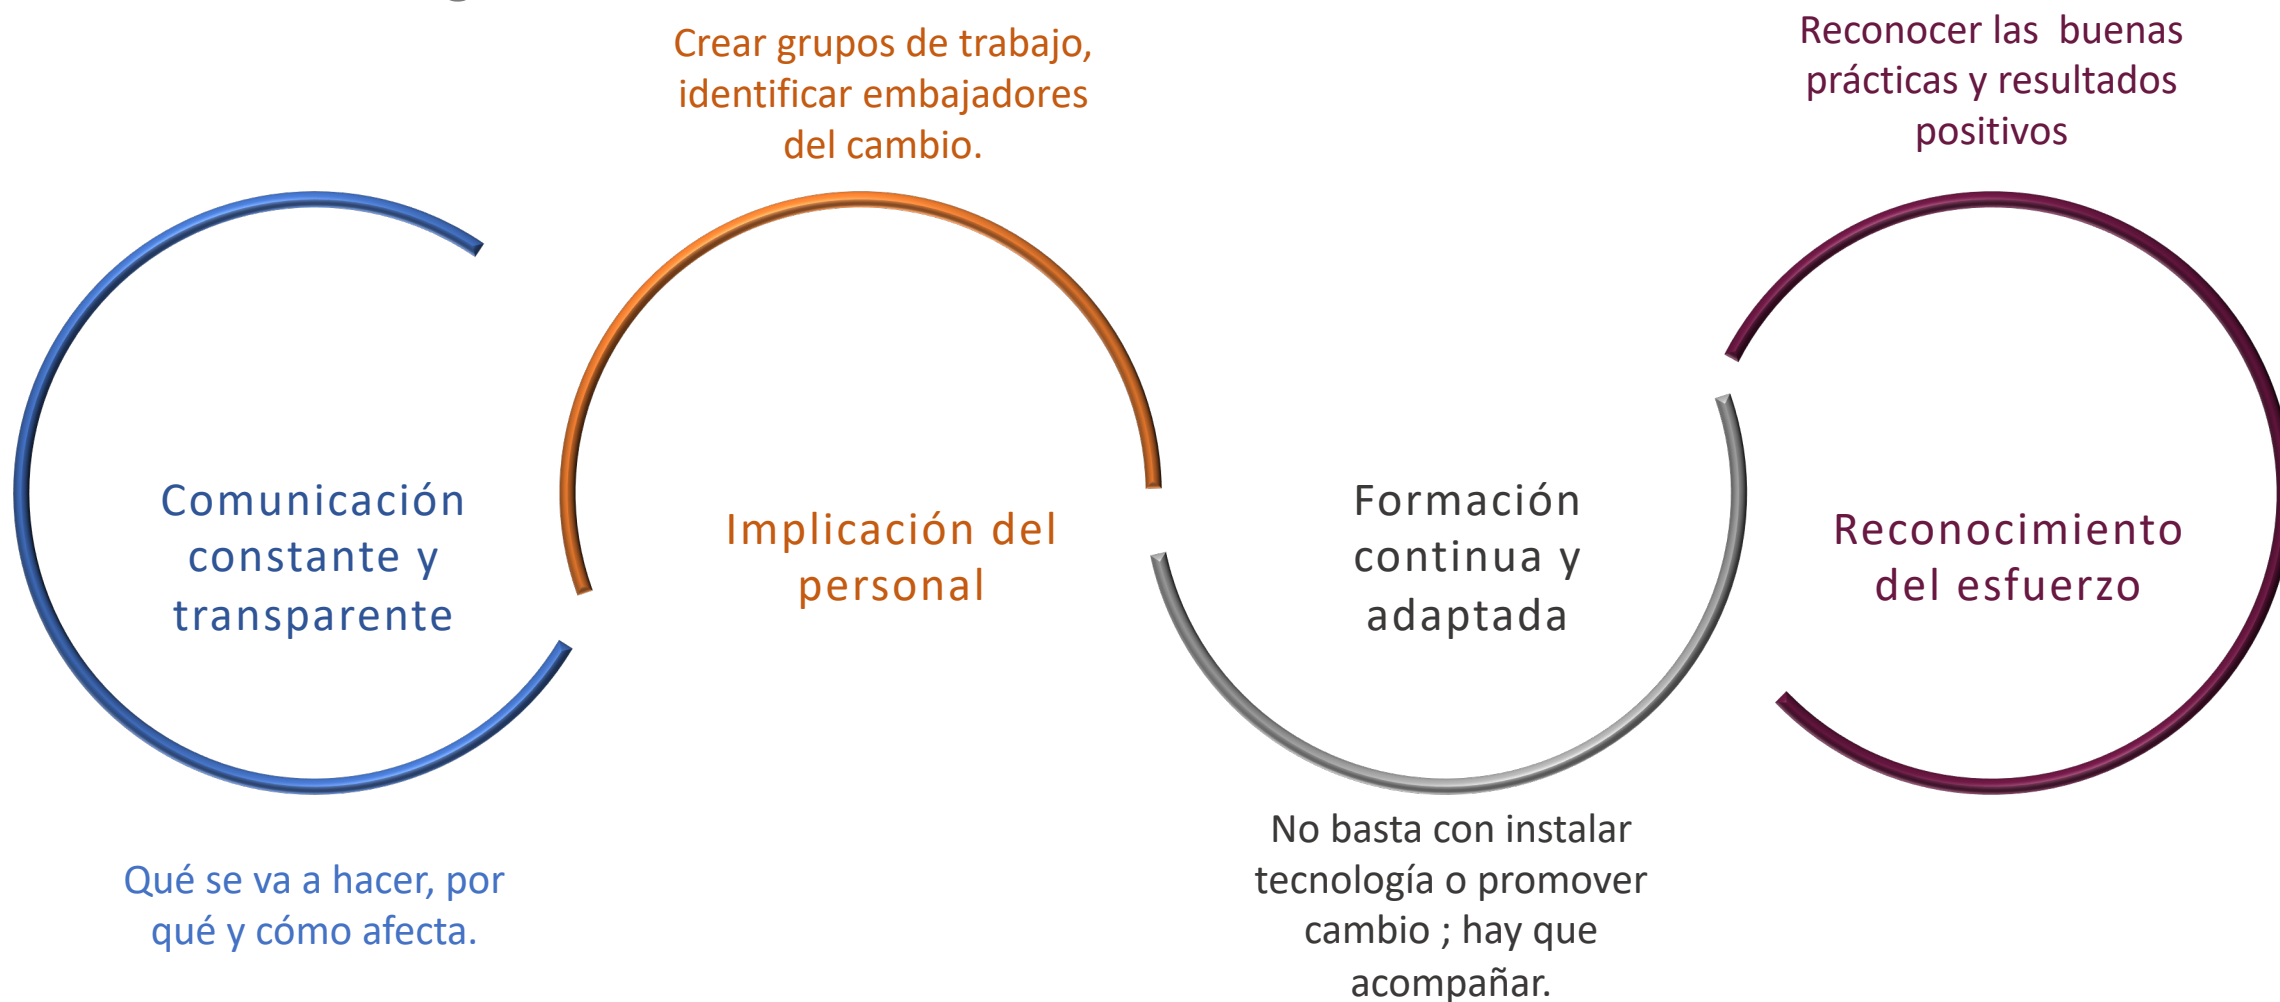 Crear grupos de trabajo,
identificar embajadores
del cambio.
Reconocer las  buenas
prácticas y resultados
positivos
Comunicación
constante y
transparente
Implicación del
personal
Formación
continua y
adaptada
Reconocimiento
del esfuerzo
Qué se va a hacer, por
qué y cómo afecta.
No basta con instalar
tecnología o promover
cambio ; hay que
acompañar.